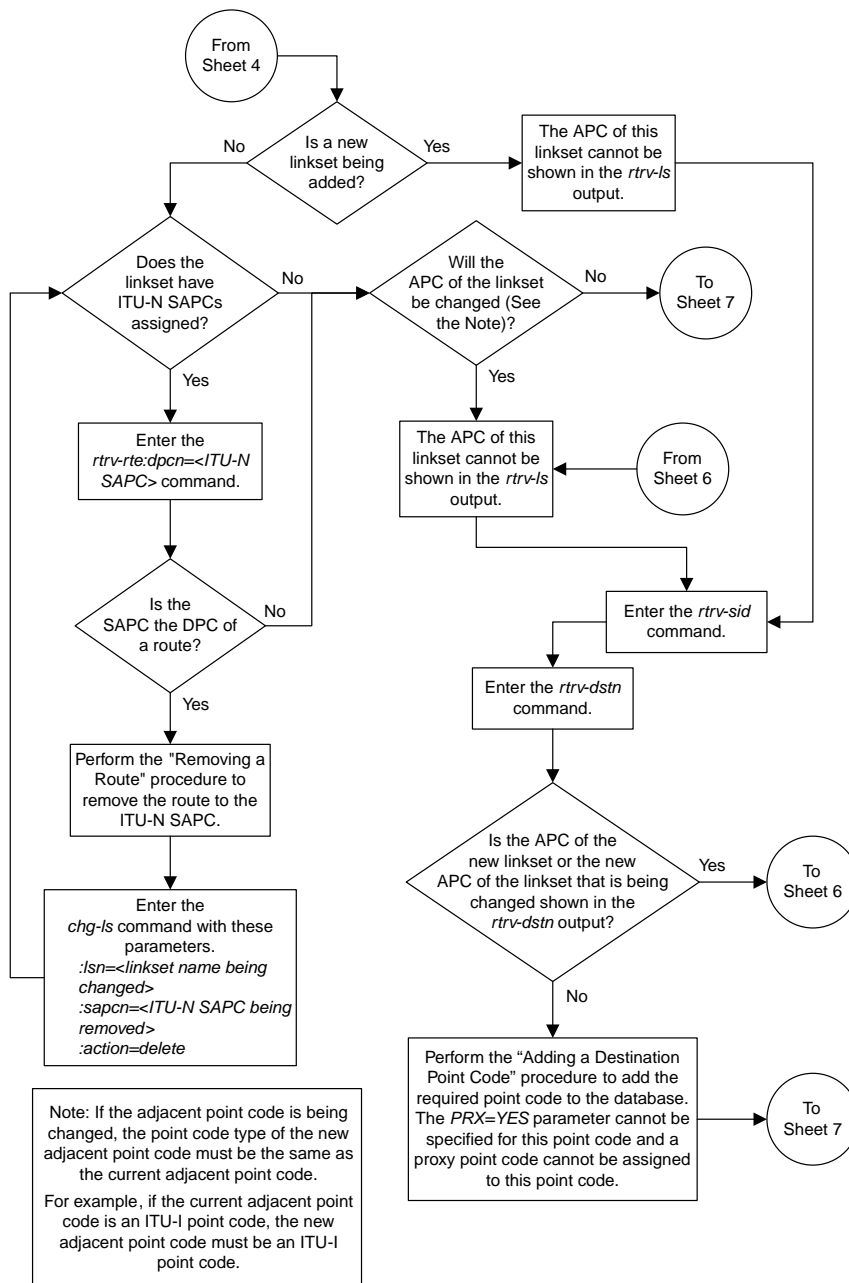 From
Sheet 4
Is a new
linkset being
added?
No
Yes
The APC of this
linkset cannot be
shown in the rtrv-ls
output.
Does the
linkset have
ITU-N SAPCs
assigned?
No
Yes
Will the
APC of the linkset
be changed (See
the Note)?
No
Yes
To
Sheet 7
Enter the
rtrv-rte:dpcn=<ITU-N
SAPC> command.
The APC of this
linkset cannot be
shown in the rtrv-ls
output.
From
Sheet 6
Is the
SAPC the DPC of
a route?
No
Yes
Enter the rtrv-sid
command.
Enter the rtrv-dstn
command.
Perform the "Removing a
Route" procedure to
remove the route to the
ITU-N SAPC.
Is the APC of the
new linkset or the new
APC of the linkset that is being
changed shown in the
rtrv-dstn output?
Yes
No
To
Sheet 6
Enter the
chg-ls command with these
parameters.
:lsn=<linkset name being
changed>
:sapcn=<ITU-N SAPC being
removed>
:action=delete
Perform the “Adding a Destination
Point Code” procedure to add the
required point code to the database.
The PRX=YES parameter cannot be
specified for this point code and a
proxy point code cannot be assigned
to this point code.
To
Sheet 7
Note: If the adjacent point code is being
changed, the point code type of the new
adjacent point code must be the same as
the current adjacent point code.
For example, if the current adjacent point
code is an ITU-I point code, the new
adjacent point code must be an ITU-I
point code.